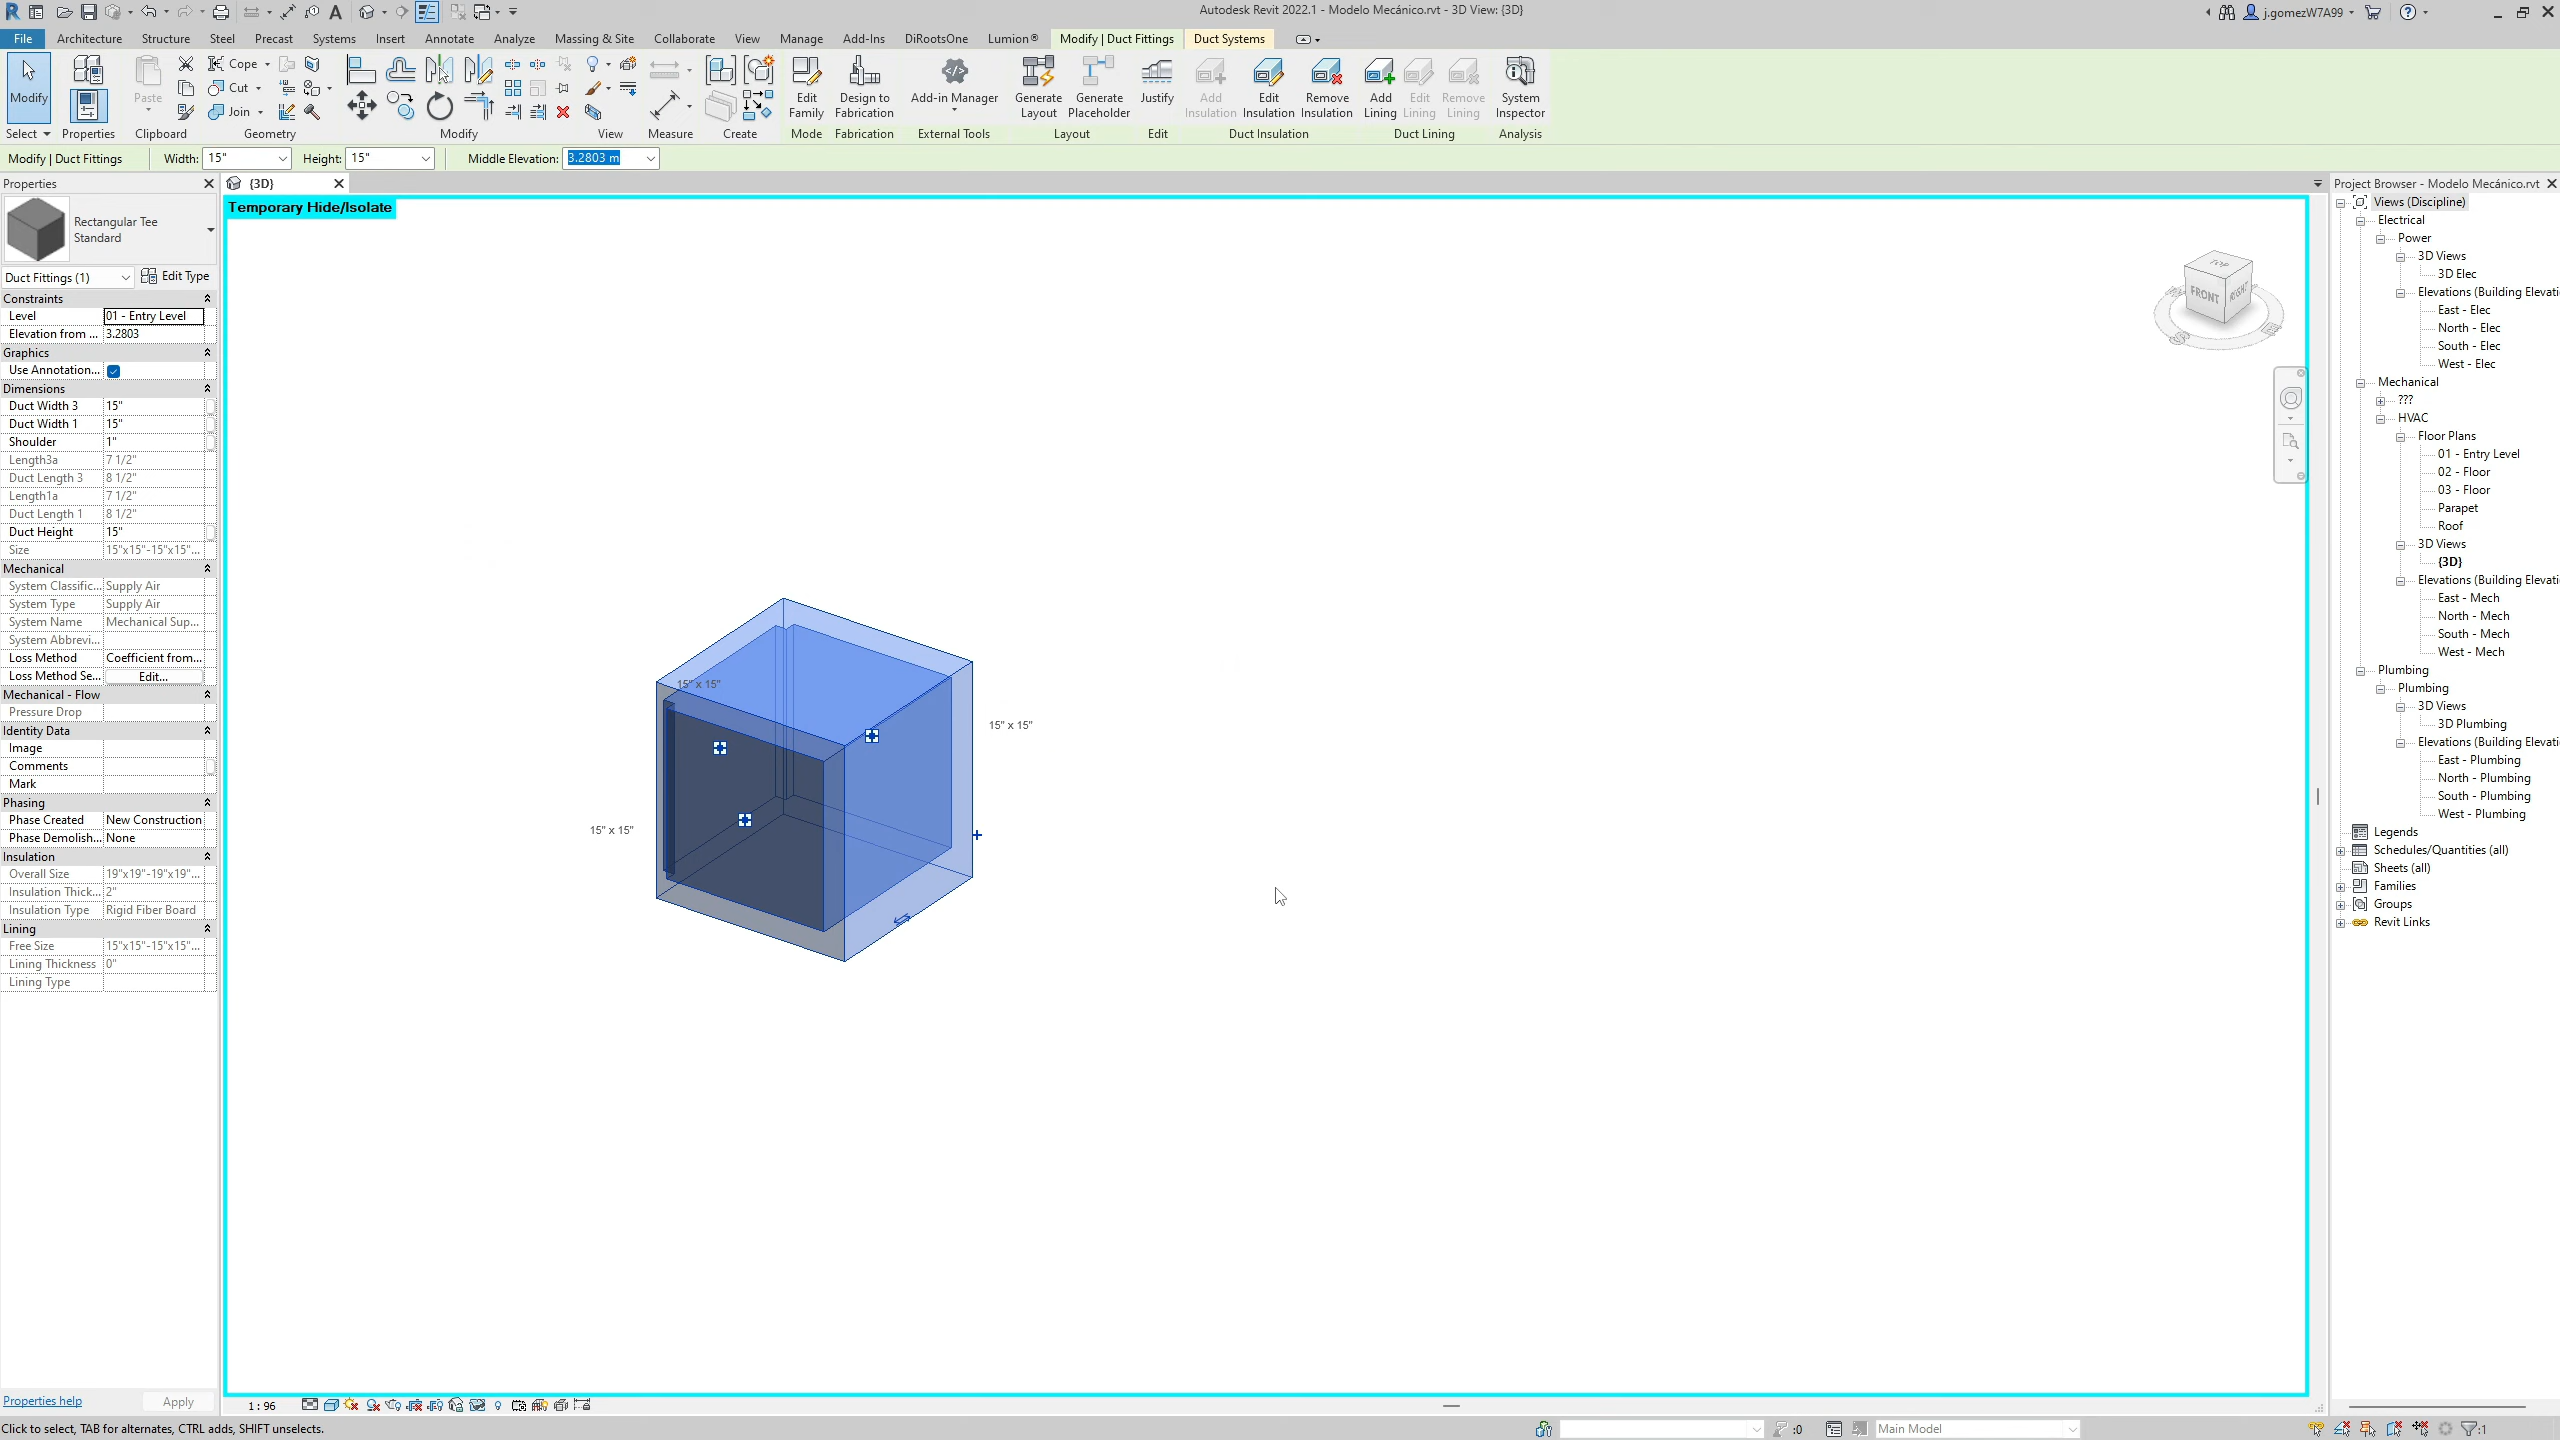 Autodesk Revit 2022.1 - Modelo Mecánico.rvt - 3D View: {3D}
j.gomezW7A99
File Architecture Structure Steel Precast Systems Insert Annotate Analyze Massing & Site Collaborate View Manage Add-Ins DiRootsOne Lumion® Modify | Duct Fittings Duct Systems
Modify
Paste
Cope
Cut
Join
Edit Family
Design to Fabrication
Add-in Manager
Generate Layout
Generate Placeholder
Justify
Add Insulation
Edit Insulation
Remove Insulation
Add Lining
Edit Lining
Remove Lining
System Inspector
Select Properties Clipboard Geometry Modify View Measure Create Mode Fabrication External Tools Layout Edit Duct Insulation Duct Lining Analysis
Modify | Duct Fittings Width: 15" Height: 15" Middle Elevation: 3.2803 m
Properties
Rectangular Tee
Standard
Duct Fittings (1) Edit Type
Constraints
Level 01 - Entry Level
Elevation from ... 3.2803
Graphics
Use Annotation...
Dimensions
Duct Width 3 15"
Duct Width 1 15"
Shoulder 1"
Length3a 7 1/2"
Duct Length 3 8 1/2"
Length1a 7 1/2"
Duct Length 1 8 1/2"
Duct Height 15"
Size 15"x15"-15"x15"...
Mechanical
System Classific... Supply Air
System Type Supply Air
System Name Mechanical Sup...
System Abbrevi...
Loss Method Coefficient from...
Loss Method Se... Edit...
Mechanical - Flow
Pressure Drop
Identity Data
Image
Comments
Mark
Phasing
Phase Created New Construction
Phase Demolish... None
Insulation
Overall Size 19"x19"-19"x19"...
Insulation Thick... 2"
Insulation Type Rigid Fiber Board
Lining
Free Size 15"x15"-15"x15"...
Lining Thickness 0"
Lining Type
Properties help Apply
{3D}
Temporary Hide/Isolate
TOP
FRONT
RIGHT
15" x 15"
15" x 15"
15" x 15"
1 : 96
Project Browser - Modelo Mecánico.rvt
Views (Discipline)
Electrical
Power
3D Views
3D Elec
Elevations (Building Elevati
East - Elec
North - Elec
South - Elec
West - Elec
Mechanical
???
HVAC
Floor Plans
01 - Entry Level
02 - Floor
03 - Floor
Parapet
Roof
3D Views
{3D}
Elevations (Building Elevati
East - Mech
North - Mech
South - Mech
West - Mech
Plumbing
Plumbing
3D Views
3D Plumbing
Elevations (Building Elevati
East - Plumbing
North - Plumbing
South - Plumbing
West - Plumbing
Legends
Schedules/Quantities (all)
Sheets (all)
Families
Groups
Revit Links
Click to select, TAB for alternates, CTRL adds, SHIFT unselects.
:0
Main Model
:1